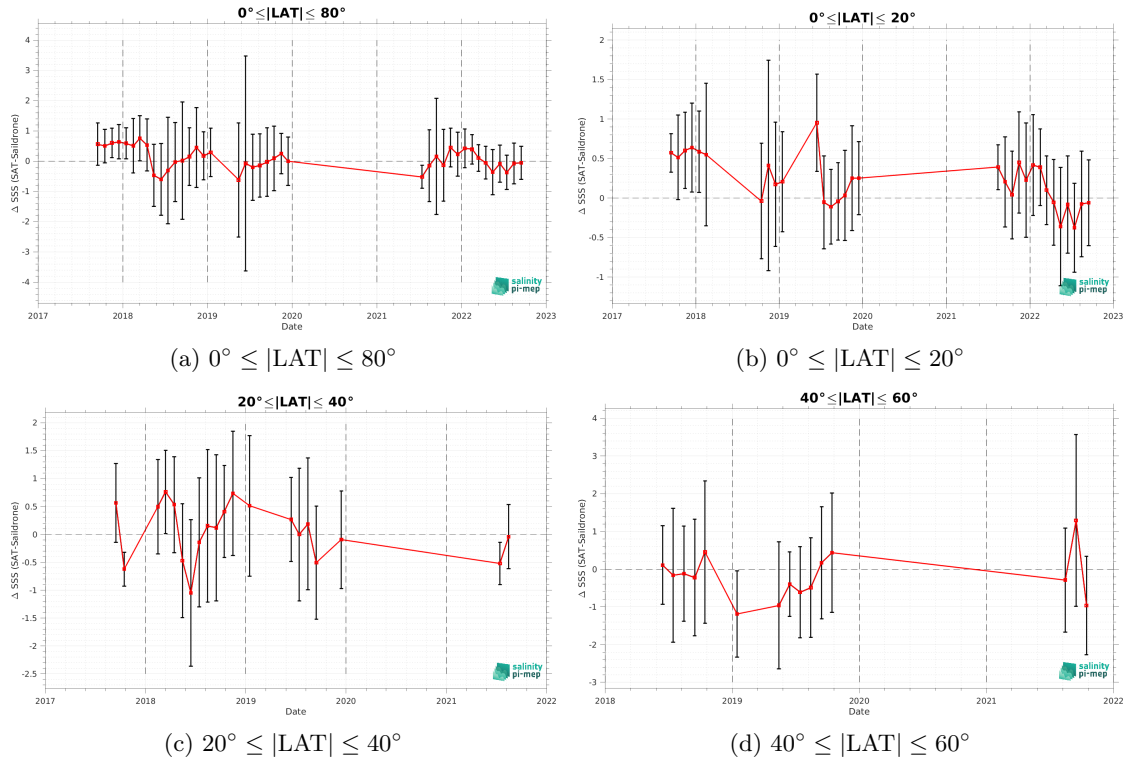 0°≤|LAT|≤ 80°
Δ SSS (SAT-Saildrone)
4
3
2
1
0
-1
-2
-3
-4
2017 2018 2019 2020 2021 2022 2023
Date
salinity
pi-mep
(a) 0° ≤ |LAT| ≤ 80°
0°≤|LAT|≤ 20°
Δ SSS (SAT-Saildrone)
2
1.5
1
0.5
0
-0.5
-1
2017 2018 2019 2020 2021 2022 2023
Date
salinity
pi-mep
(b) 0° ≤ |LAT| ≤ 20°
20°≤|LAT|≤ 40°
Δ SSS (SAT-Saildrone)
2
1.5
1
0.5
0
-0.5
-1
-1.5
-2
-2.5
2017 2018 2019 2020 2021 2022
Date
salinity
pi-mep
(c) 20° ≤ |LAT| ≤ 40°
40°≤|LAT|≤ 60°
Δ SSS (SAT-Saildrone)
4
3
2
1
0
-1
-2
-3
2018 2019 2020 2021 2022
Date
salinity
pi-mep
(d) 40° ≤ |LAT| ≤ 60°